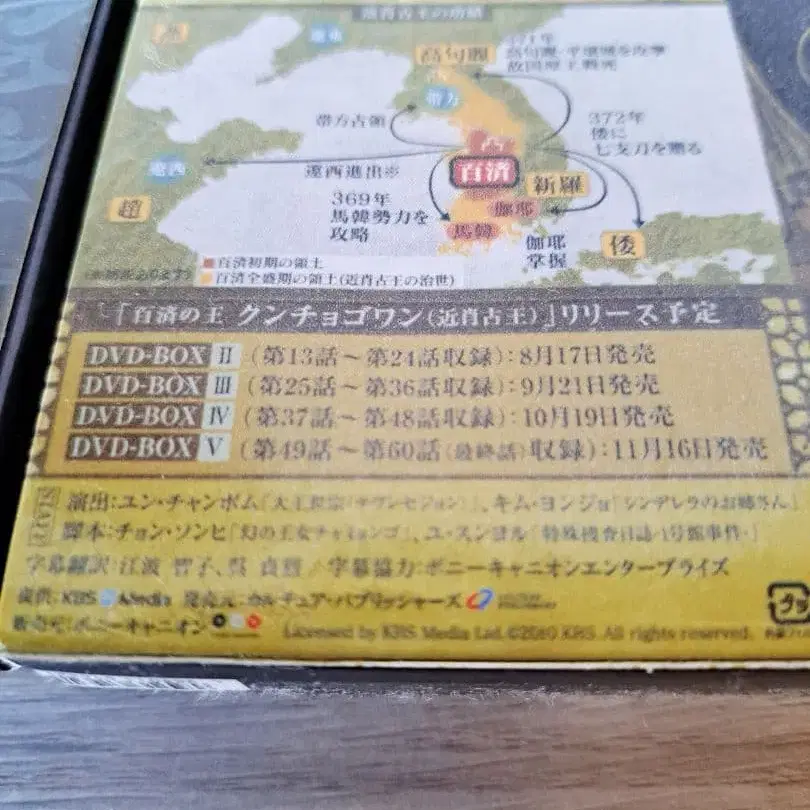 近肖古王の功績
燕
遼東
高句麗
371年
高句麗・平壌城を攻撃
故国原王戦死
帯方
帯方占領
372年
倭に
七支刀を贈る
遼西
遼西進出※
百済
新羅
趙
369年
馬韓勢力を
攻略
伽耶
馬韓
伽耶
掌握
倭
■百済初期の領土
■百済全盛期の領土(近肖古王の治世)
「百済の王 クンチョゴワン(近肖古王)」リリース予定
DVD-BOX II (第13話～第24話収録):8月17日発売
DVD-BOX III (第25話～第36話収録):9月21日発売
DVD-BOX IV (第37話～第48話収録):10月19日発売
DVD-BOX V (第49話～第60話(最終話)収録):11月16日発売
演出:ユン・チャンボム「大王世宗(テワンセジョン)」、キム・ヨンジョ「シンデレラのお姉さん」
脚本:チョン・ソンヒ「幻の王女チャミョンゴ」、ユ・スンヨル「特殊捜査日誌・1号館事件・」
字幕翻訳:江波 智子、呉 貞烈／字幕協力:ポニーキャニオンエンタープライズ
提供:KBS Media 発売元:カルチュア・パブリッシャーズ
販売元:ポニーキャニオン
Licensed by KBS Media Ltd. ©2010 KBS. All rights reserved.